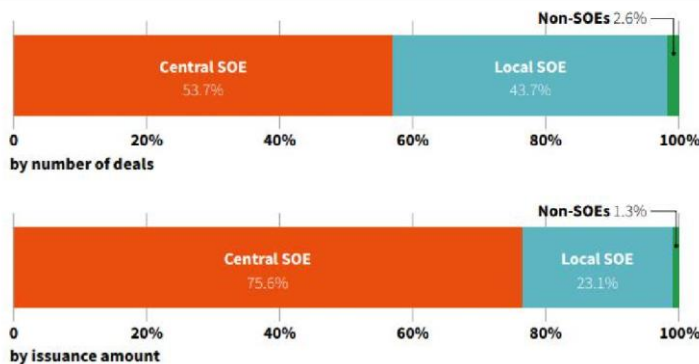 Non-SOEs 2.6%
Central SOE Local SOE
53.7% 43.7%
0 20% 40% 60% 80% 100%
by number of deals
Non-SOEs 1.3%
Central SOE Local SOE
75.6% 23.1%
0 20% 40% 60% 80% 100%
by issuance amount